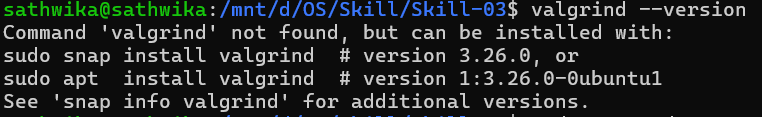 sathwika@sathwika:/mnt/d/OS/Skill/Skill-03$ valgrind --version
Command 'valgrind' not found, but can be installed with:
sudo snap install valgrind  # version 3.26.0, or
sudo apt  install valgrind  # version 1:3.26.0-0ubuntu1
See 'snap info valgrind' for additional versions.